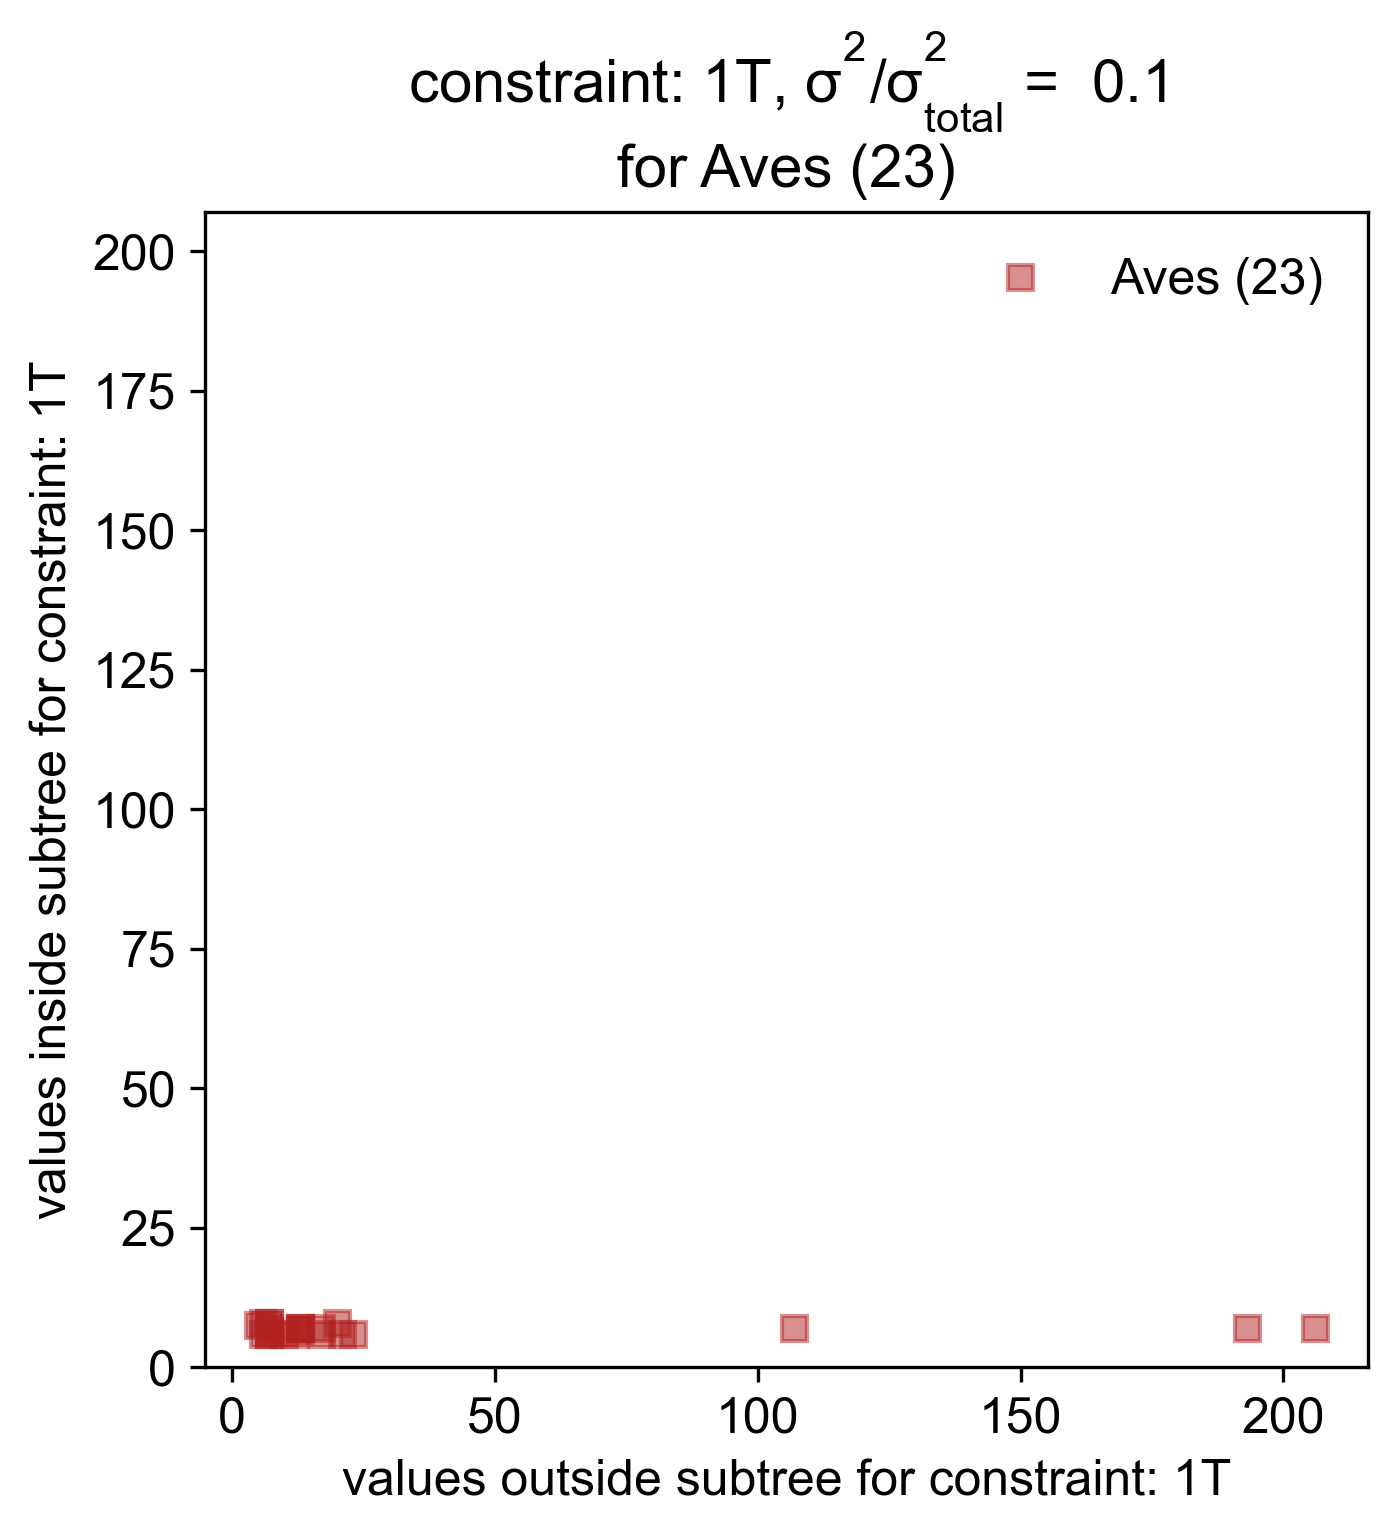 constraint: 1T, σ²/σ²total = 0.1
for Aves (23)
Aves (23)
values inside subtree for constraint: 1T
200
175
150
125
100
75
50
25
0
0 50 100 150 200
values outside subtree for constraint: 1T